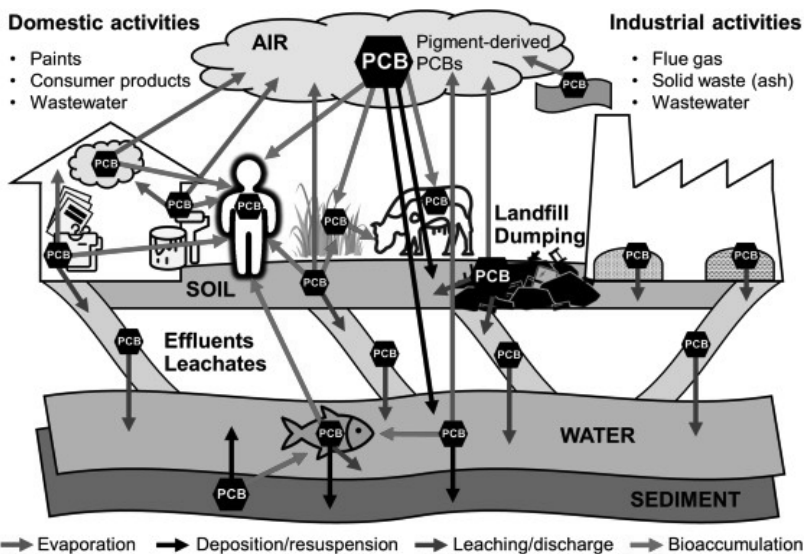 Domestic activities
• Paints
• Consumer products
• Wastewater
AIR
PCB
Pigment-derived
PCBs
Industrial activities
• Flue gas
• Solid waste (ash)
• Wastewater
PCB
PCB
PCB
PCB
PCB
PCB
PCB
Landfill
Dumping
PCB
PCB
PCB
PCB
PCB
SOIL
Effluents
Leachates
PCB
PCB
PCB
PCB
PCB
PCB
WATER
PCB
SEDIMENT
Evaporation
Deposition/resuspension
Leaching/discharge
Bioaccumulation